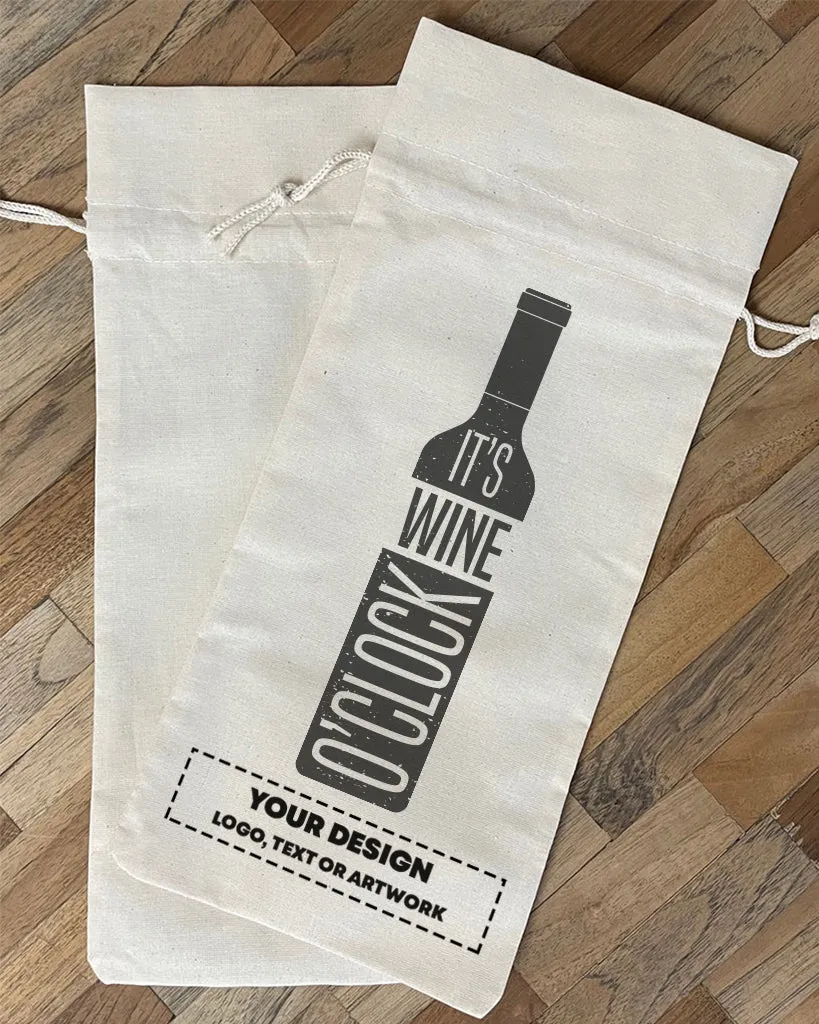 IT'S
WINE
O'CLOCK
YOUR DESIGN
LOGO, TEXT OR ARTWORK